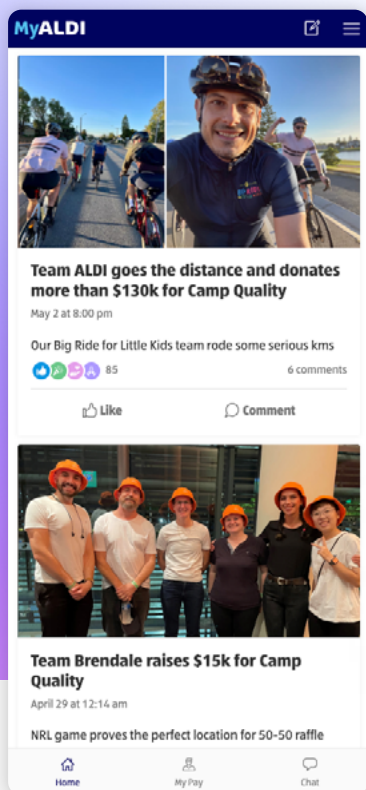 MyALDI
Team ALDI goes the distance and donates
more than $130k for Camp Quality
May 2 at 8:00 pm
Our Big Ride for Little Kids team rode some serious kms
85
6 comments
Like
Comment
Team Brendale raises $15k for Camp
Quality
April 29 at 12:14 am
NRL game proves the perfect location for 50-50 raffle
Home
My Pay
Chat